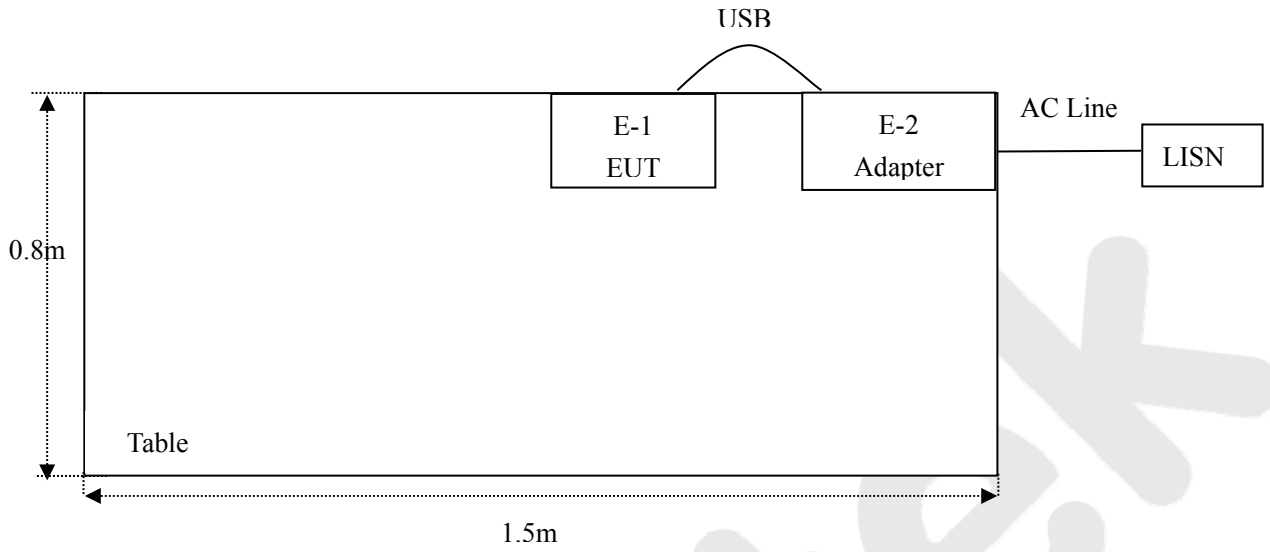 USB
E-1
EUT
E-2
Adapter
AC Line
LISN
0.8m
Table
1.5m